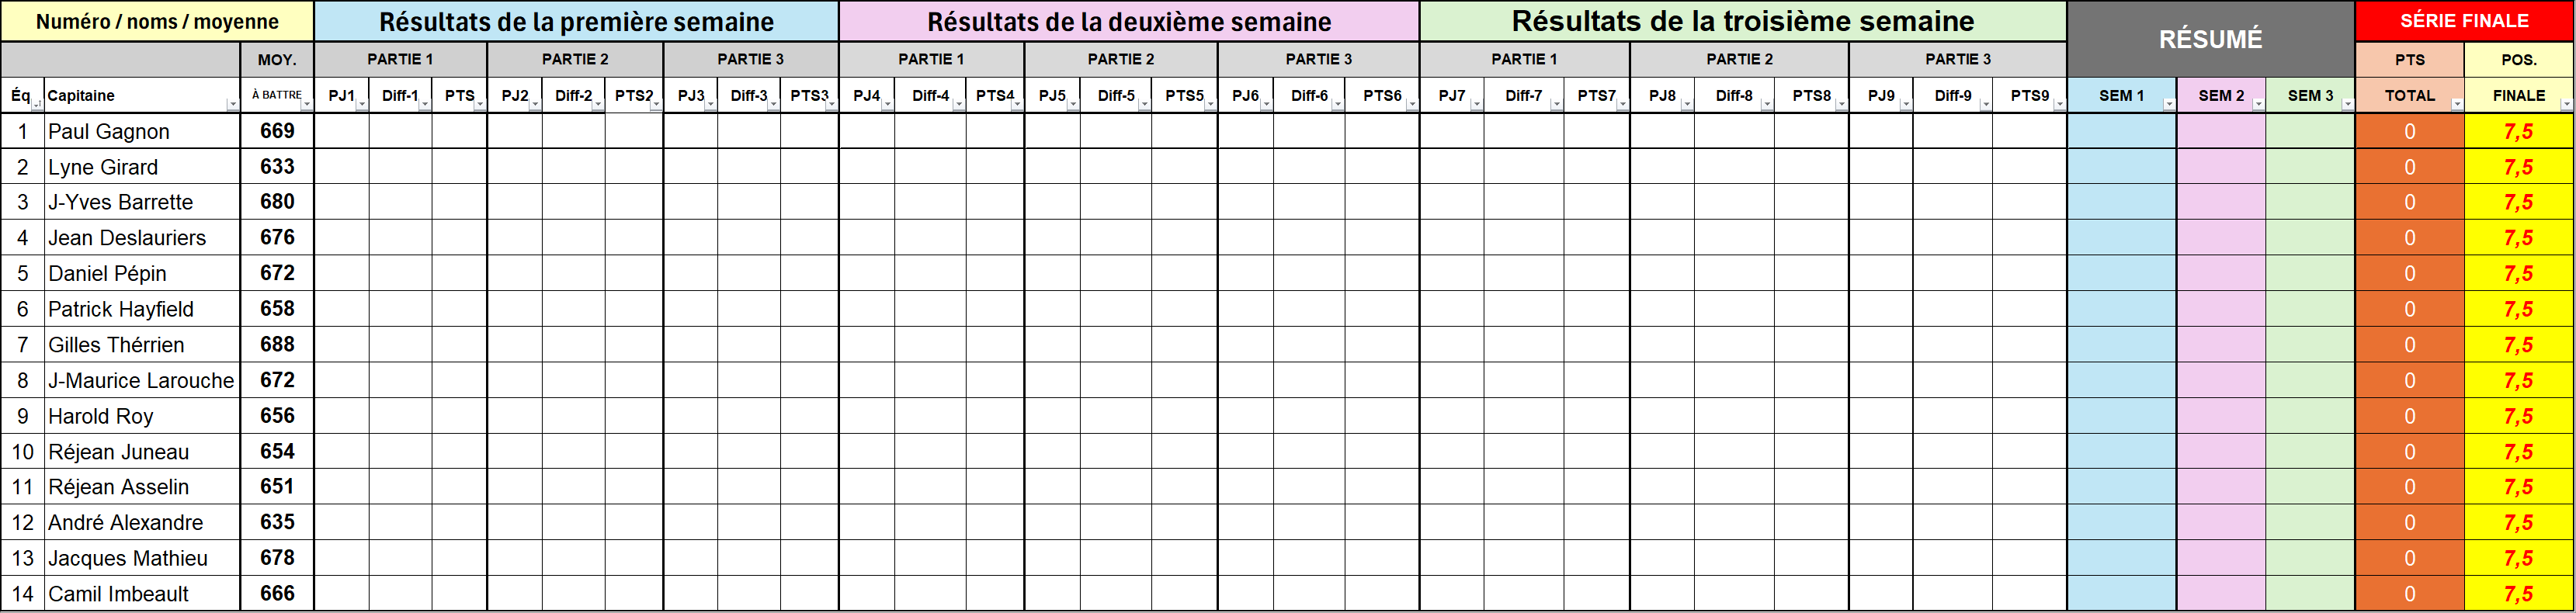 Numéro / noms / moyenne Résultats de la première semaine Résultats de la deuxième semaine Résultats de la troisième semaine RÉSUMÉ SÉRIE FINALE
MOY. PARTIE 1 PARTIE 2 PARTIE 3 PARTIE 1 PARTIE 2 PARTIE 3 PARTIE 1 PARTIE 2 PARTIE 3 PTS POS.
Éq Capitaine À BATTRE PJ1 Diff-1 PTS PJ2 Diff-2 PTS2 PJ3 Diff-3 PTS3 PJ4 Diff-4 PTS4 PJ5 Diff-5 PTS5 PJ6 Diff-6 PTS6 PJ7 Diff-7 PTS7 PJ8 Diff-8 PTS8 PJ9 Diff-9 PTS9 SEM 1 SEM 2 SEM 3 TOTAL FINALE
1 Paul Gagnon 669 0 7,5
2 Lyne Girard 633 0 7,5
3 J-Yves Barrette 680 0 7,5
4 Jean Deslauriers 676 0 7,5
5 Daniel Pépin 672 0 7,5
6 Patrick Hayfield 658 0 7,5
7 Gilles Thérrien 688 0 7,5
8 J-Maurice Larouche 672 0 7,5
9 Harold Roy 656 0 7,5
10 Réjean Juneau 654 0 7,5
11 Réjean Asselin 651 0 7,5
12 André Alexandre 635 0 7,5
13 Jacques Mathieu 678 0 7,5
14 Camil Imbeault 666 0 7,5